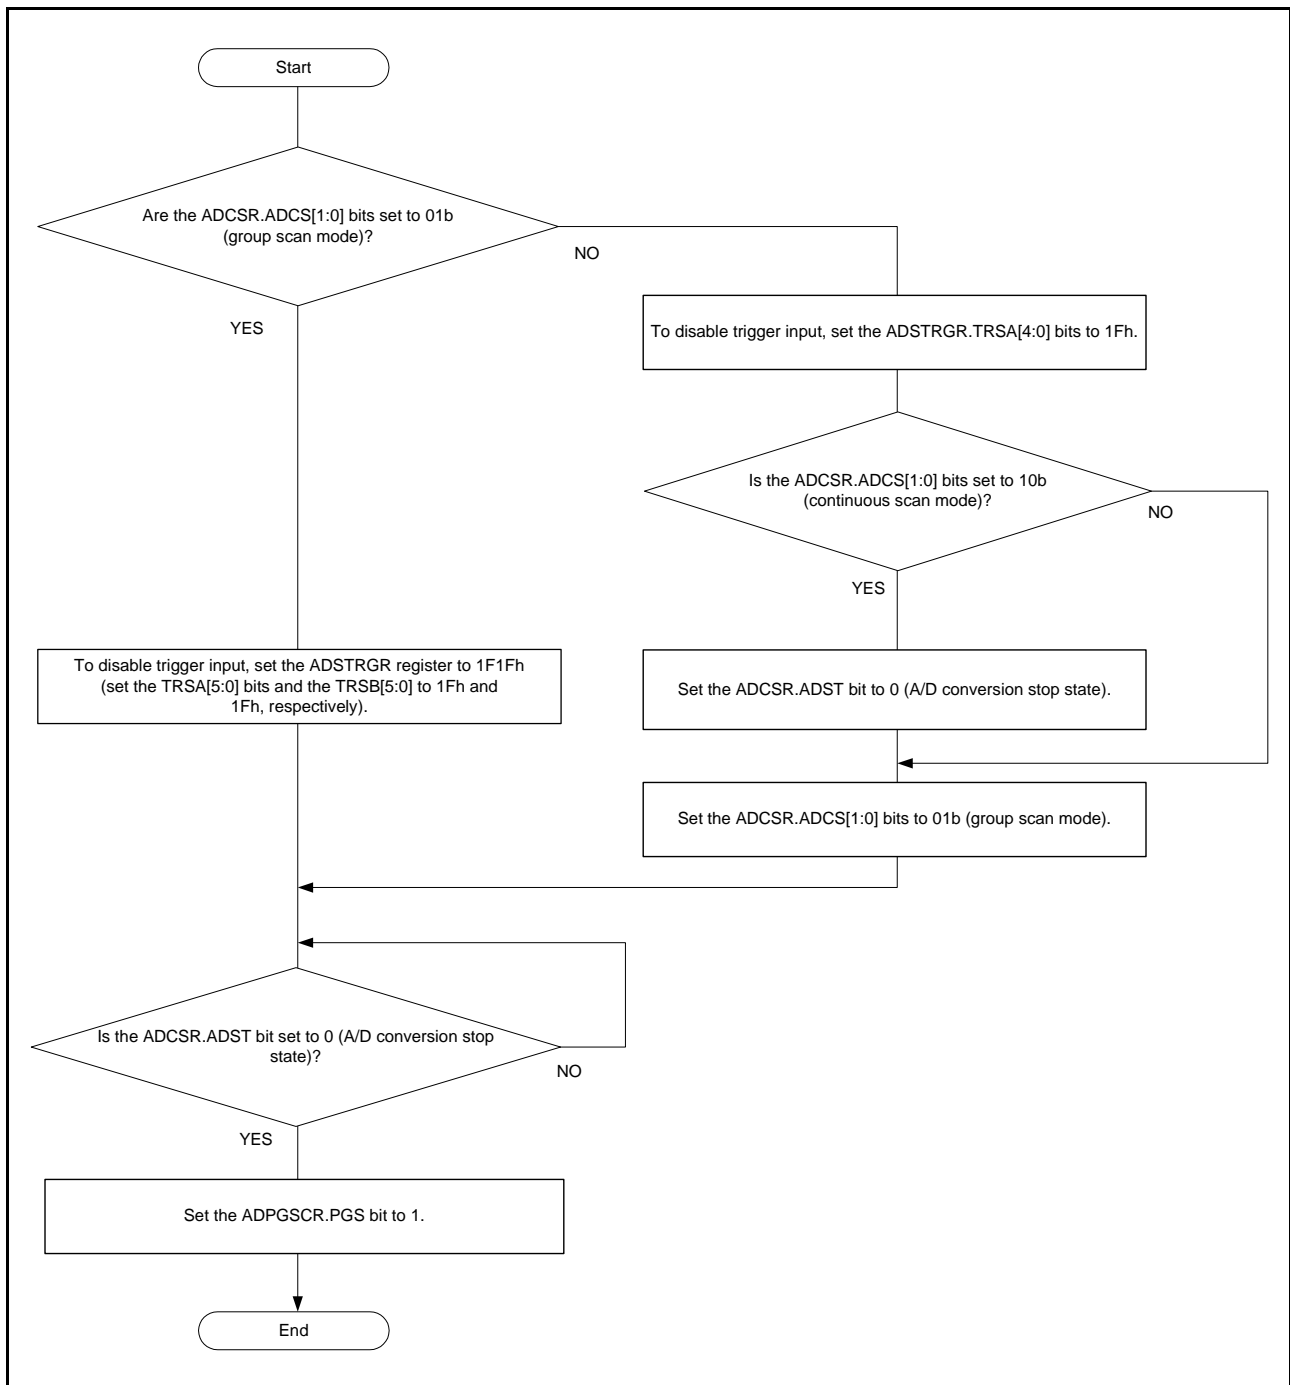 Start
Are the ADCSR.ADCS[1:0] bits set to 01b
(group scan mode)?
NO
YES
To disable trigger input, set the ADSTRGR.TRSA[4:0] bits to 1Fh.
Is the ADCSR.ADCS[1:0] bits set to 10b
(continuous scan mode)?
NO
YES
To disable trigger input, set the ADSTRGR register to 1F1Fh
(set the TRSA[5:0] bits and the TRSB[5:0] to 1Fh and
1Fh, respectively).
Set the ADCSR.ADST bit to 0 (A/D conversion stop state).
Set the ADCSR.ADCS[1:0] bits to 01b (group scan mode).
Is the ADCSR.ADST bit set to 0 (A/D conversion stop
state)?
NO
YES
Set the ADPGSCR.PGS bit to 1.
End